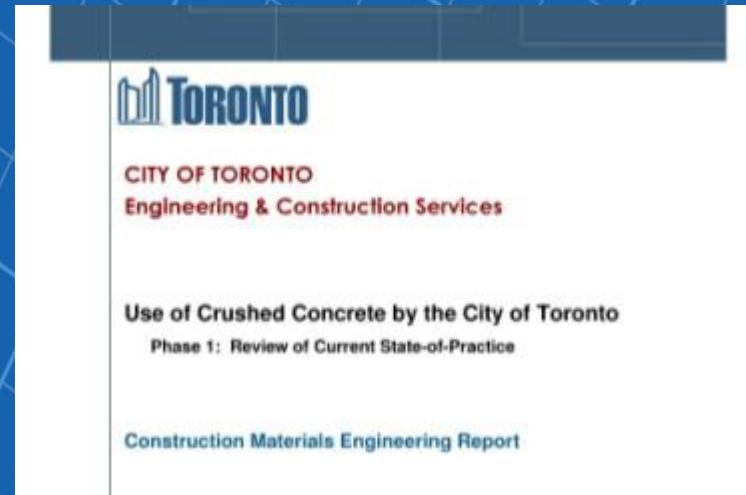 TORONTO
CITY OF TORONTO
Engineering & Construction Services
Use of Crushed Concrete by the City of Toronto
Phase 1: Review of Current State-of-Practice
Construction Materials Engineering Report